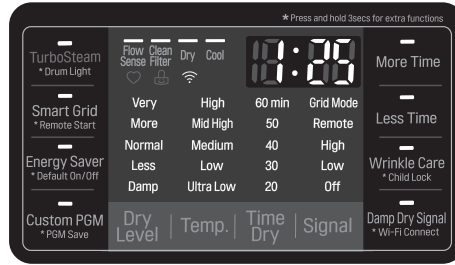 * Press and hold 3secs for extra functions
TurboSteam
* Drum Light
Flow Sense
Clean Filter
Dry
Cool
1:25
More Time
Smart Grid
* Remote Start
Very High 60 min Grid Mode
More Mid High 50 Remote
Less Time
Normal Medium 40 High
Energy Saver
* Default On/Off
Less Low 30 Low
Wrinkle Care
* Child Lock
Damp Ultra Low 20 Off
Custom PGM
* PGM Save
Dry Level | Temp. | Time Dry | Signal
Damp Dry Signal
* Wi-Fi Connect